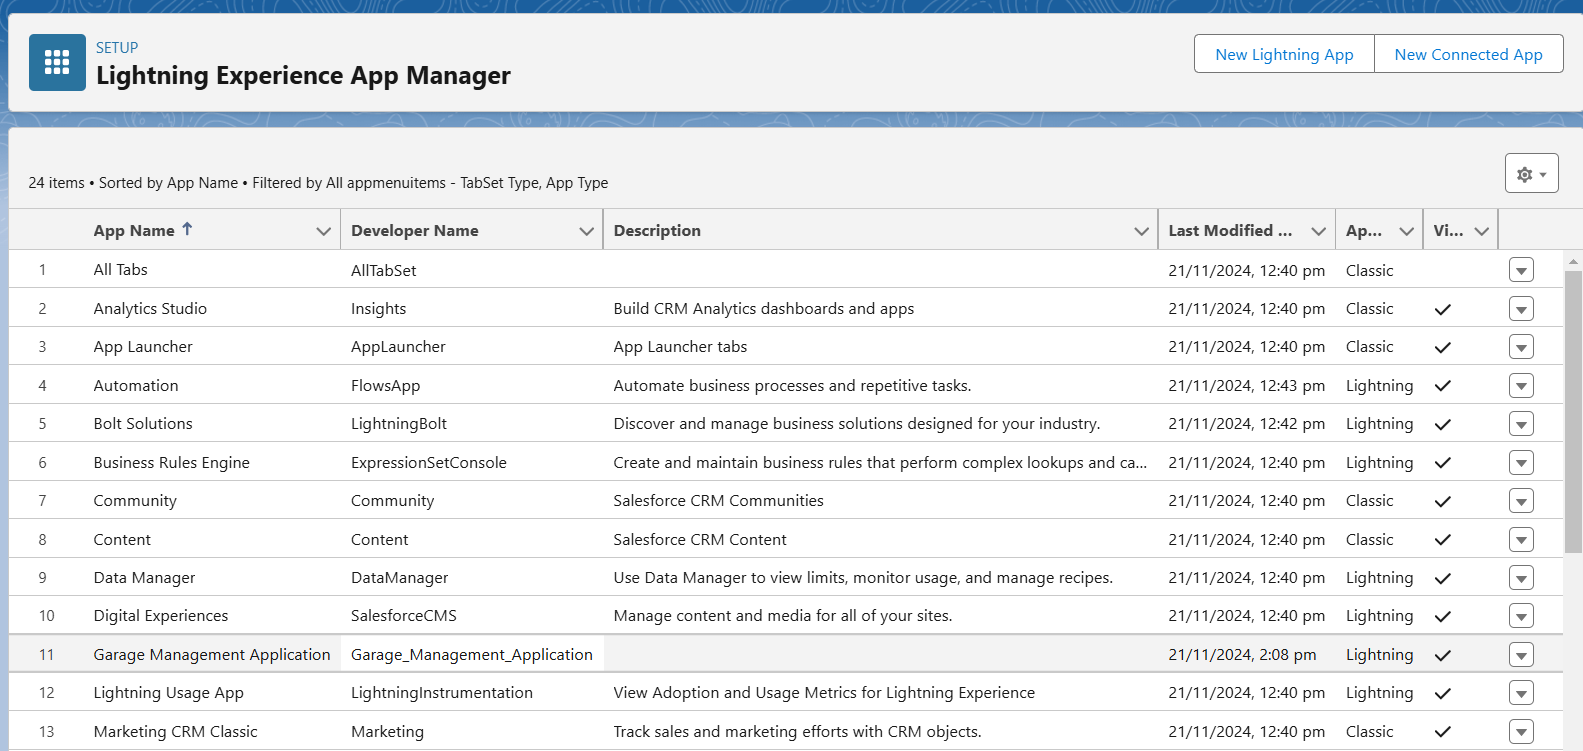 SETUP
Lightning Experience App Manager
New Lightning App New Connected App
24 items • Sorted by App Name • Filtered by All appmenuitems - TabSet Type, App Type
App Name Developer Name Description Last Modified ... Ap... Vi...
1 All Tabs AllTabSet 21/11/2024, 12:40 pm Classic
2 Analytics Studio Insights Build CRM Analytics dashboards and apps 21/11/2024, 12:40 pm Classic
3 App Launcher AppLauncher App Launcher tabs 21/11/2024, 12:40 pm Classic
4 Automation FlowsApp Automate business processes and repetitive tasks. 21/11/2024, 12:43 pm Lightning
5 Bolt Solutions LightningBolt Discover and manage business solutions designed for your industry. 21/11/2024, 12:42 pm Lightning
6 Business Rules Engine ExpressionSetConsole Create and maintain business rules that perform complex lookups and ca... 21/11/2024, 12:40 pm Lightning
7 Community Community Salesforce CRM Communities 21/11/2024, 12:40 pm Classic
8 Content Content Salesforce CRM Content 21/11/2024, 12:40 pm Classic
9 Data Manager DataManager Use Data Manager to view limits, monitor usage, and manage recipes. 21/11/2024, 12:40 pm Lightning
10 Digital Experiences SalesforceCMS Manage content and media for all of your sites. 21/11/2024, 12:40 pm Lightning
11 Garage Management Application Garage_Management_Application 21/11/2024, 2:08 pm Lightning
12 Lightning Usage App LightningInstrumentation View Adoption and Usage Metrics for Lightning Experience 21/11/2024, 12:40 pm Lightning
13 Marketing CRM Classic Marketing Track sales and marketing efforts with CRM objects. 21/11/2024, 12:40 pm Classic